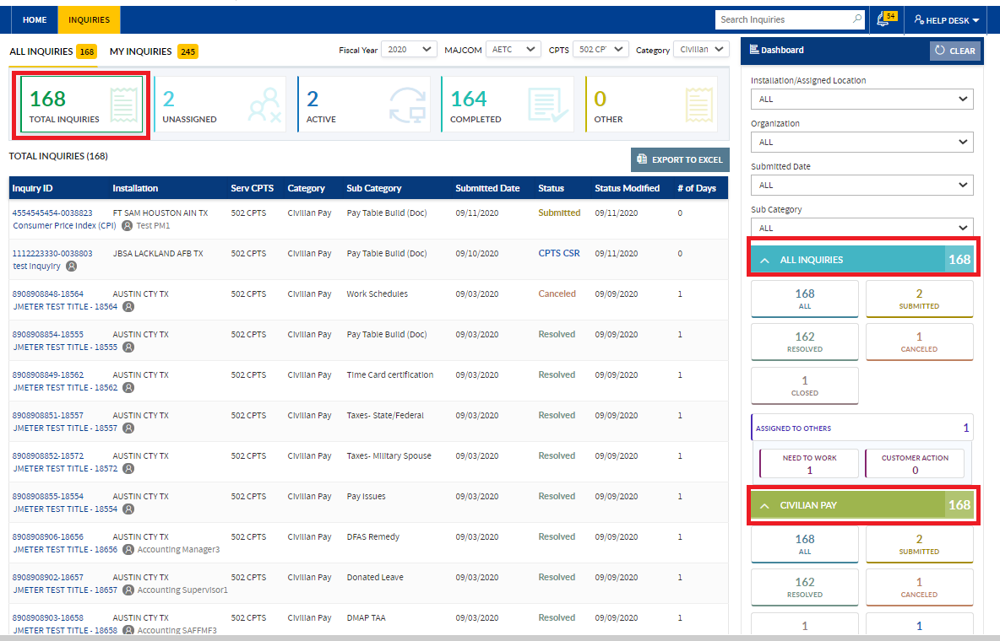 HOME INQUIRIES Search Inquiries 54 HELP DESK
ALL INQUIRIES 168 MY INQUIRIES 245 Fiscal Year 2020 MAJCOM AETC CPTS 502 CP Category Civilian
168 TOTAL INQUIRIES
2 UNASSIGNED
2 ACTIVE
164 COMPLETED
0 OTHER
TOTAL INQUIRIES (168) EXPORT TO EXCEL
Inquiry ID Installation Serv CPTS Category Sub Category Submitted Date Status Status Modified # of Days
4554545454-0038823 FT SAM HOUSTON AIN TX 502 CPTS Civilian Pay Pay Table Build (Doc) 09/11/2020 Submitted 09/11/2020 0
Consumer Price Index (CPI) Test PM1
1112223330-0038803 JBSA LACKLAND AFB TX 502 CPTS Civilian Pay Pay Table Build (Doc) 09/10/2020 CPTS CSR 09/11/2020 0
test Inquyiry
8908908848-18564 AUSTIN CTY TX 502 CPTS Civilian Pay Work Schedules 09/03/2020 Canceled 09/09/2020 1
JMETER TEST TITLE - 18564
8908908854-18555 AUSTIN CTY TX 502 CPTS Civilian Pay Pay Table Build (Doc) 09/03/2020 Resolved 09/09/2020 1
JMETER TEST TITLE - 18555
8908908849-18562 AUSTIN CTY TX 502 CPTS Civilian Pay Time Card certification 09/03/2020 Resolved 09/09/2020 1
JMETER TEST TITLE - 18562
8908908851-18557 AUSTIN CTY TX 502 CPTS Civilian Pay Taxes- State/Federal 09/03/2020 Resolved 09/09/2020 1
JMETER TEST TITLE - 18557
8908908852-18572 AUSTIN CTY TX 502 CPTS Civilian Pay Taxes- Military Spouse 09/03/2020 Resolved 09/09/2020 1
JMETER TEST TITLE - 18572
8908908855-18554 AUSTIN CTY TX 502 CPTS Civilian Pay Pay Issues 09/03/2020 Resolved 09/09/2020 1
JMETER TEST TITLE - 18554
8908908906-18656 AUSTIN CTY TX 502 CPTS Civilian Pay DFAS Remedy 09/03/2020 Resolved 09/09/2020 1
JMETER TEST TITLE - 18656 Accounting Manager3
8908908902-18657 AUSTIN CTY TX 502 CPTS Civilian Pay Donated Leave 09/03/2020 Resolved 09/09/2020 1
JMETER TEST TITLE - 18657 Accounting Supervisor1
8908908903-18658 AUSTIN CTY TX 502 CPTS Civilian Pay DMAP TAA 09/03/2020 Resolved 09/09/2020 1
JMETER TEST TITLE - 18658 Accounting SAFFMF3
Dashboard CLEAR
Installation/Assigned Location
ALL
Organization
ALL
Submitted Date
ALL
Sub Category
ALL
ALL INQUIRIES 168
168 2
ALL SUBMITTED
162 1
RESOLVED CANCELED
1
CLOSED
ASSIGNED TO OTHERS 1
NEED TO WORK CUSTOMER ACTION
1 0
CIVILIAN PAY 168
168 2
ALL SUBMITTED
162 1
RESOLVED CANCELED
1 1